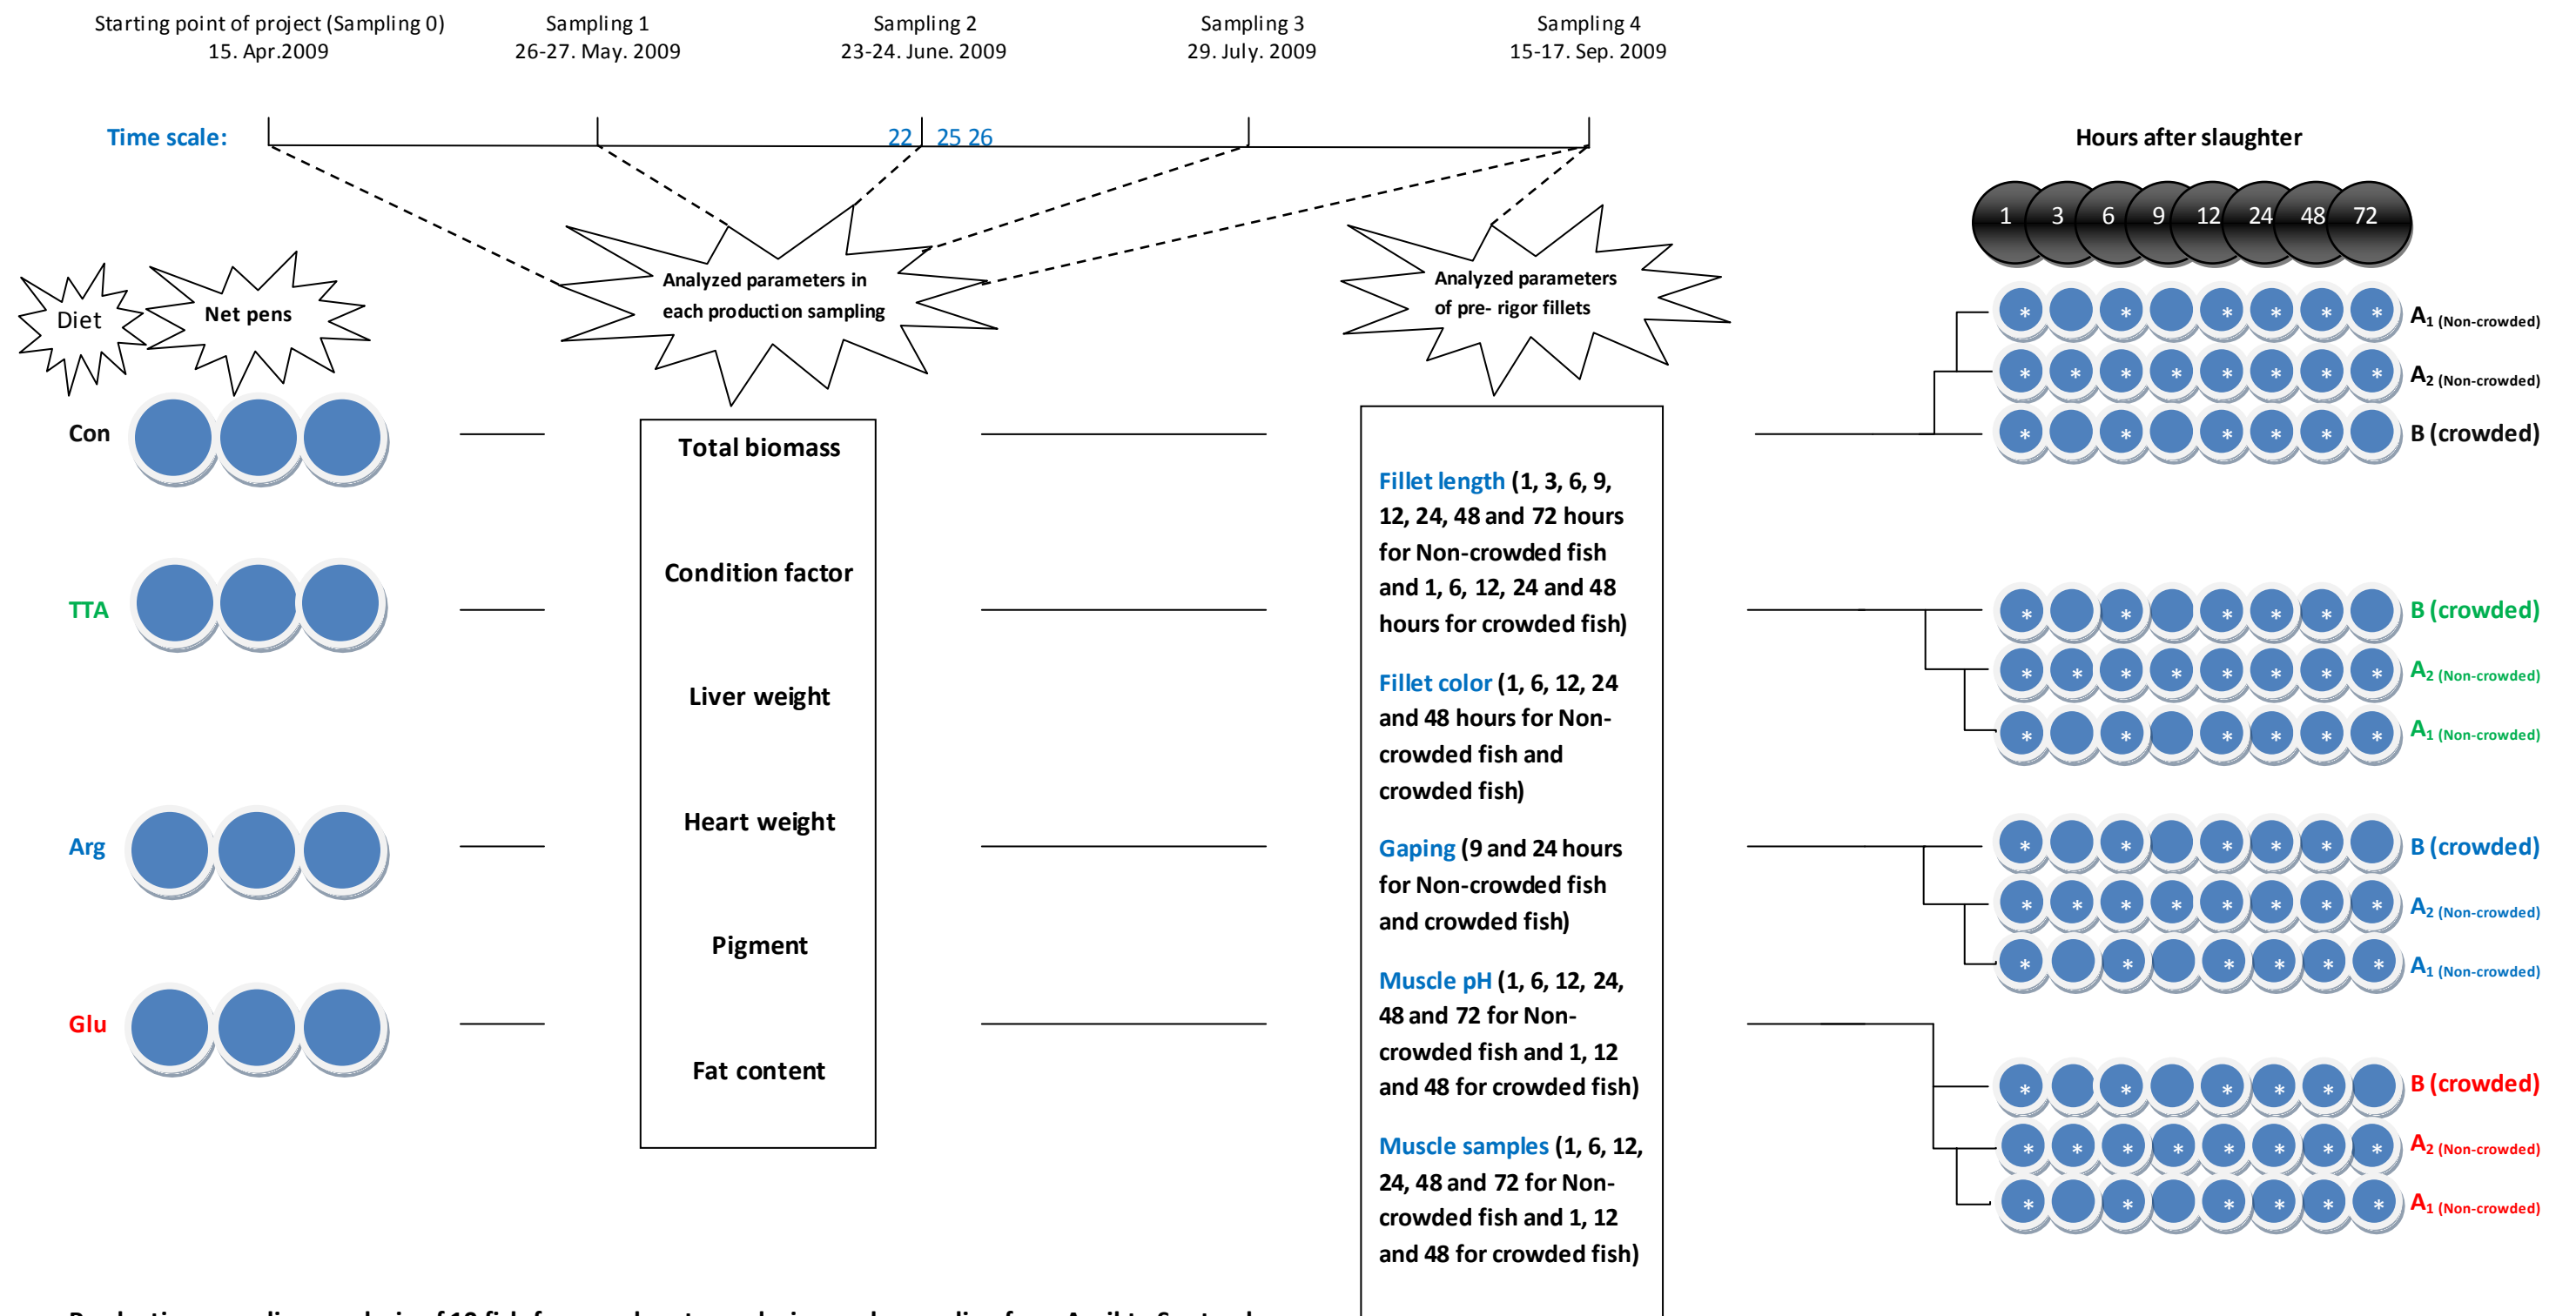 Starting point of project (Sampling 0)
15. Apr.2009
Sampling 1
26-27. May. 2009
Sampling 2
23-24. June. 2009
Sampling 3
29. July. 2009
Sampling 4
15-17. Sep. 2009
Time scale:
22 25 26
Hours after slaughter
1 3 6 9 12 24 48 72
Diet
Net pens
Analyzed parameters in
each production sampling
Analyzed parameters
of pre- rigor fillets
Con
TTA
Arg
Glu
Total biomass
Condition factor
Liver weight
Heart weight
Pigment
Fat content
Fillet length (1, 3, 6, 9,
12, 24, 48 and 72 hours
for Non-crowded fish
and 1, 6, 12, 24 and 48
hours for crowded fish)
Fillet color (1, 6, 12, 24
and 48 hours for Non-
crowded fish and
crowded fish)
Gaping (9 and 24 hours
for Non-crowded fish
and crowded fish)
Muscle pH (1, 6, 12, 24,
48 and 72 for Non-
crowded fish and 1, 12
and 48 for crowded fish)
Muscle samples (1, 6, 12,
24, 48 and 72 for Non-
crowded fish and 1, 12
and 48 for crowded fish)
* * * * * * A1 (Non-crowded)
* * * * * * * * A2 (Non-crowded)
* * * * * B (crowded)
* * * * * B (crowded)
* * * * * * * * A2 (Non-crowded)
* * * * * * A1 (Non-crowded)
* * * * * B (crowded)
* * * * * * * * A2 (Non-crowded)
* * * * * * A1 (Non-crowded)
* * * * * B (crowded)
* * * * * * * * A2 (Non-crowded)
* * * * * * A1 (Non-crowded)